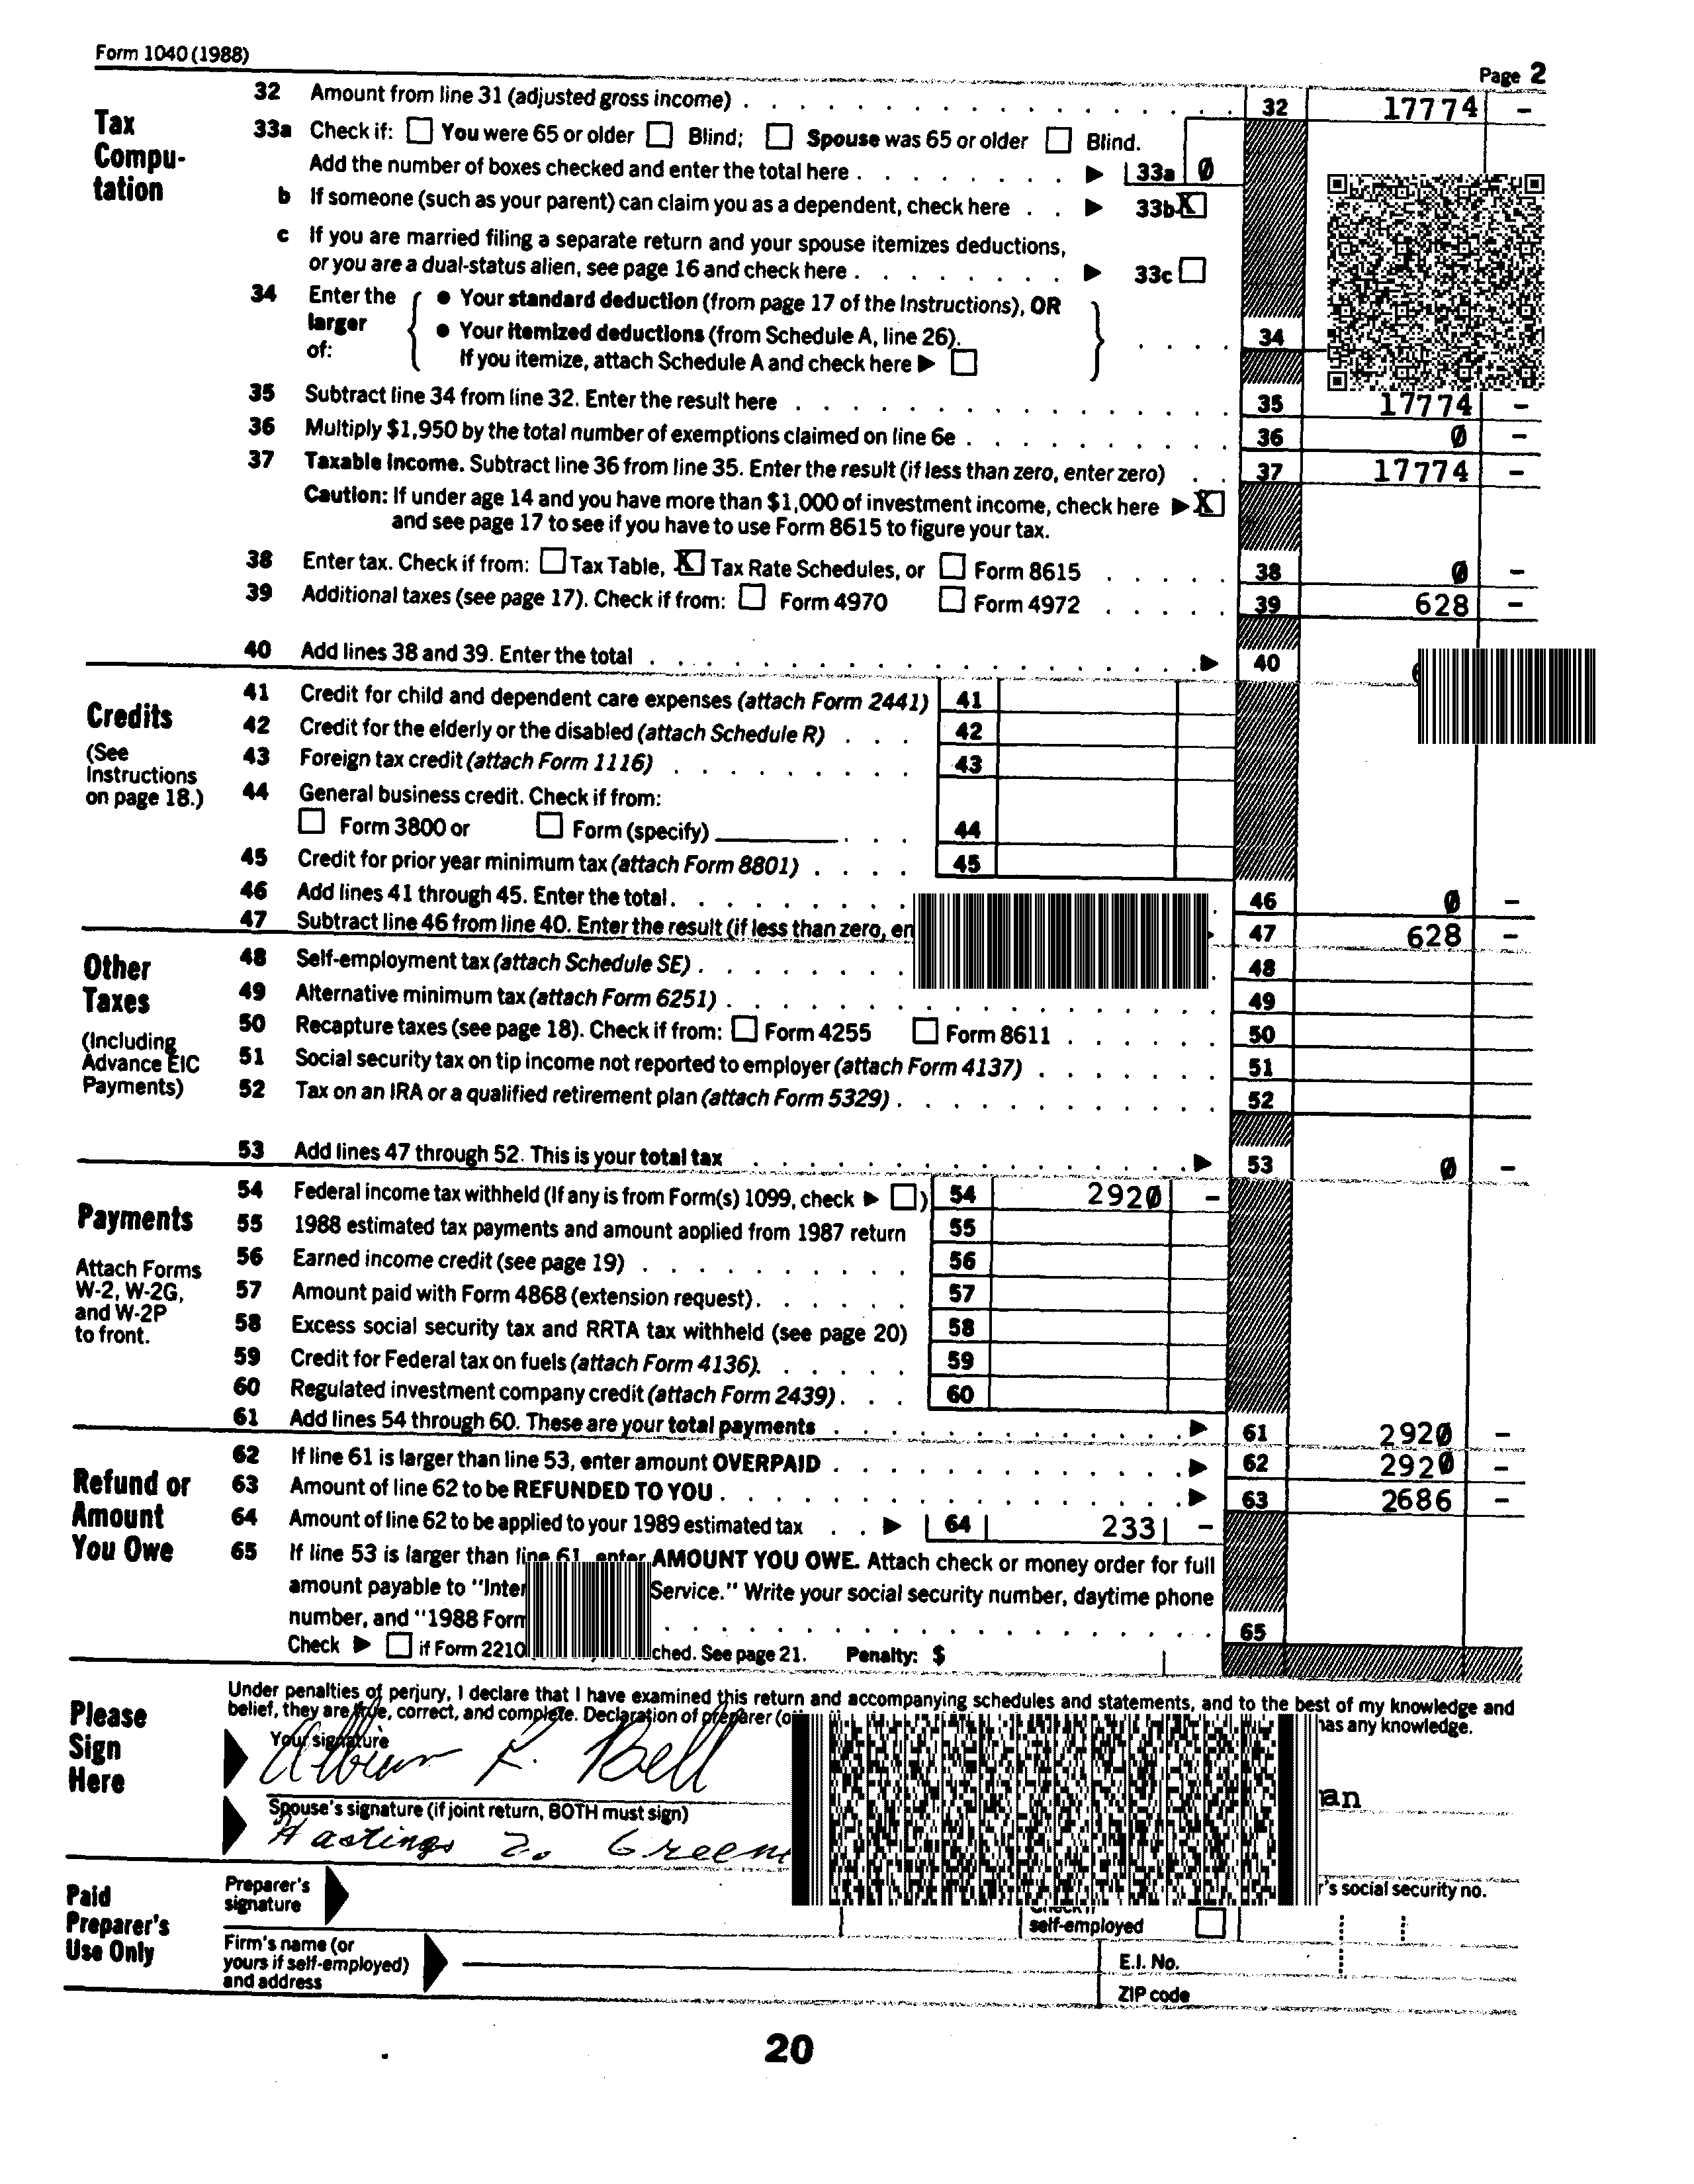 Form 1040 (1988)
Page 2
Tax
Compu-
tation
32 Amount from line 31 (adjusted gross income) 32 17774 –
33a Check if: You were 65 or older Blind; Spouse was 65 or older Blind.
Add the number of boxes checked and enter the total here 33a 0
b If someone (such as your parent) can claim you as a dependent, check here 33b X
c If you are married filing a separate return and your spouse itemizes deductions,
or you are a dual-status alien, see page 16 and check here 33c
34 Enter the
larger
of:
● Your standard deduction (from page 17 of the Instructions), OR
● Your itemized deductions (from Schedule A, line 26).
If you itemize, attach Schedule A and check here
34
35 Subtract line 34 from line 32. Enter the result here 35 17774 –
36 Multiply $1,950 by the total number of exemptions claimed on line 6e 36 0 –
37 Taxable income. Subtract line 36 from line 35. Enter the result (if less than zero, enter zero) 37 17774 –
Caution: If under age 14 and you have more than $1,000 of investment income, check here X
and see page 17 to see if you have to use Form 8615 to figure your tax.
38 Enter tax. Check if from: Tax Table, X Tax Rate Schedules, or Form 8615 38 0 –
39 Additional taxes (see page 17). Check if from: Form 4970 Form 4972 39 628 –
40 Add lines 38 and 39. Enter the total 40
Credits
(See
Instructions
on page 18.)
41 Credit for child and dependent care expenses (attach Form 2441) 41
42 Credit for the elderly or the disabled (attach Schedule R) 42
43 Foreign tax credit (attach Form 1116) 43
44 General business credit. Check if from:
Form 3800 or Form (specify) 44
45 Credit for prior year minimum tax (attach Form 8801) 45
46 Add lines 41 through 45. Enter the total 46 0 –
47 Subtract line 46 from line 40. Enter the result (if less than zero, 47 628 –
Other
Taxes
(Including
Advance EIC
Payments)
48 Self-employment tax (attach Schedule SE) 48
49 Alternative minimum tax (attach Form 6251) 49
50 Recapture taxes (see page 18). Check if from: Form 4255 Form 8611 50
51 Social security tax on tip income not reported to employer (attach Form 4137) 51
52 Tax on an IRA or a qualified retirement plan (attach Form 5329) 52
53 Add lines 47 through 52. This is your total tax 53 0 –
Payments
Attach Forms
W-2, W-2G,
and W-2P
to front.
54 Federal income tax withheld (If any is from Form(s) 1099, check ) 54 2920 –
55 1988 estimated tax payments and amount applied from 1987 return 55
56 Earned income credit (see page 19) 56
57 Amount paid with Form 4868 (extension request) 57
58 Excess social security tax and RRTA tax withheld (see page 20) 58
59 Credit for Federal tax on fuels (attach Form 4136) 59
60 Regulated investment company credit (attach Form 2439) 60
61 Add lines 54 through 60. These are your total payments 61 2920 –
Refund or
Amount
You Owe
62 If line 61 is larger than line 53, enter amount OVERPAID 62 2920 –
63 Amount of line 62 to be REFUNDED TO YOU 63 2686 –
64 Amount of line 62 to be applied to your 1989 estimated tax 64 233 –
65 If line 53 is larger than line 61, enter AMOUNT YOU OWE. Attach check or money order for full
amount payable to "Inter Service." Write your social security number, daytime phone
number, and "1988 Form 65
Check if Form 2210 ched. See page 21. Penalty: $
Please
Sign
Here
Under penalties of perjury, I declare that I have examined this return and accompanying schedules and statements, and to the best of my knowledge and
belief, they are true, correct, and complete. Declaration of preparer has any knowledge.
Your signature
Albian R. Bell
an
Spouse's signature (if joint return, BOTH must sign)
Hastings Z. Green
Paid
Preparer's
Use Only
Preparer's
signature
self-employed
's social security no.
Firm's name (or
yours if self-employed)
and address
E.I. No.
ZIP code
20